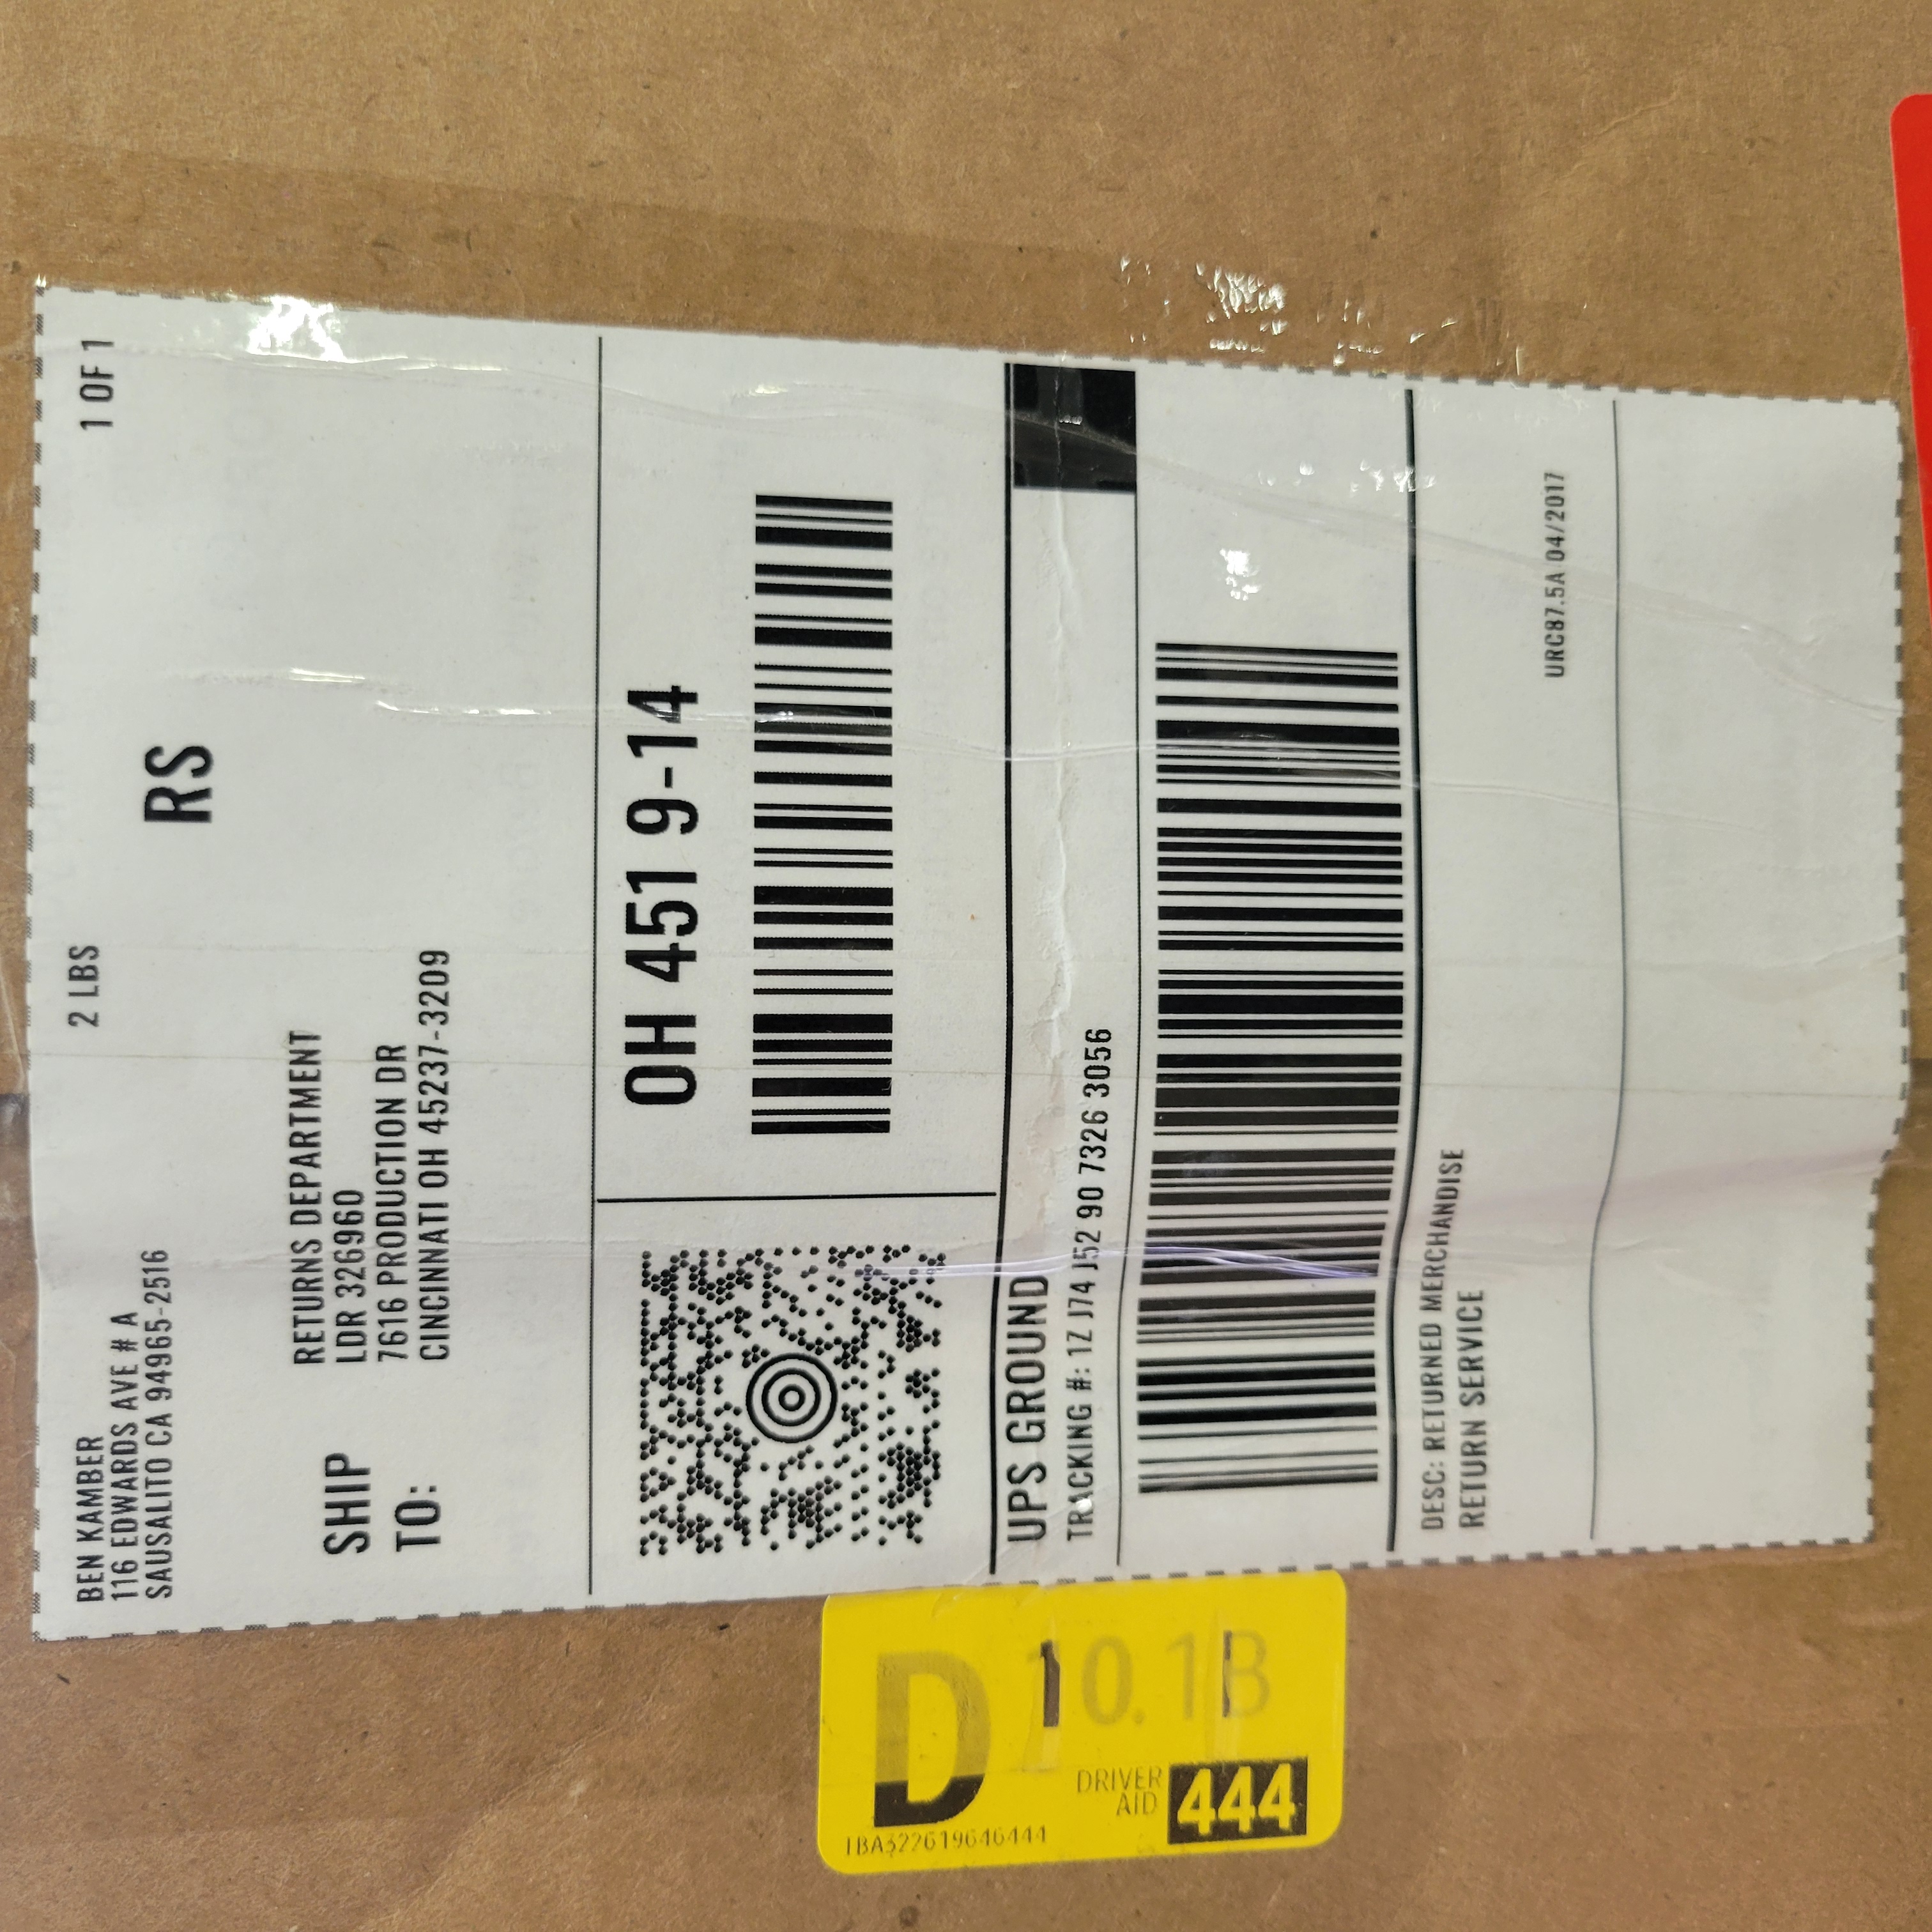 BEN KAMBER
116 EDWARDS AVE # A
SAUSALITO CA 94965-2516
2 LBS
1 OF 1
RS
SHIP
TO:
RETURNS DEPARTMENT
LDR 326960
7616 PRODUCTION DR
CINCINNATI OH 45237-3209
OH 451 9-14
UPS GROUND
TRACKING #: 1Z J74 J52 90 7326 3056
DESC: RETURNED MERCHANDISE
RETURN SERVICE
URC87.5A 04/2017
D
10.1B
DRIVER
AID
444
TBA322619646444